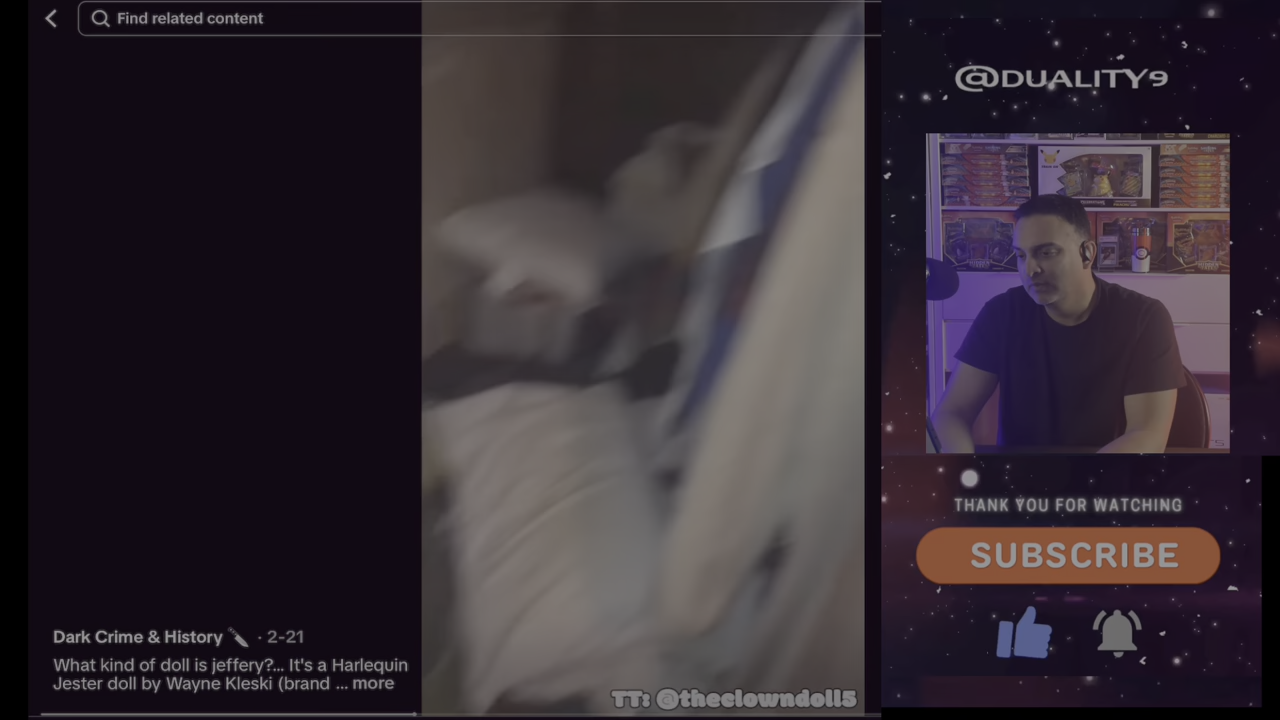 Find related content
@DUALITY9
THANK YOU FOR WATCHING
SUBSCRIBE
Dark Crime & History 🔪 · 2-21
What kind of doll is jeffery?... It's a Harlequin
Jester doll by Wayne Kleski (brand ... more
TT: @theclowndoll5